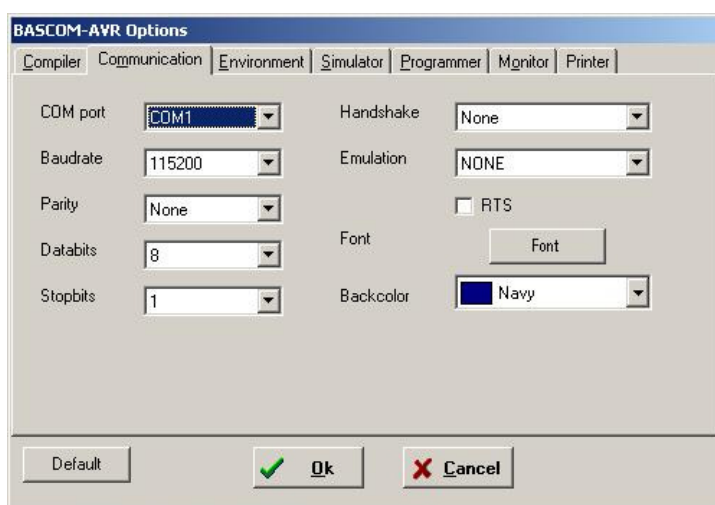 BASCOM-AVR Options
Compiler Communication Environment Simulator Programmer Monitor Printer
COM port COM1 Handshake None
Baudrate 115200 Emulation NONE
Parity None RTS
Databits 8 Font Font
Stopbits 1 Backcolor Navy
Default Ok Cancel